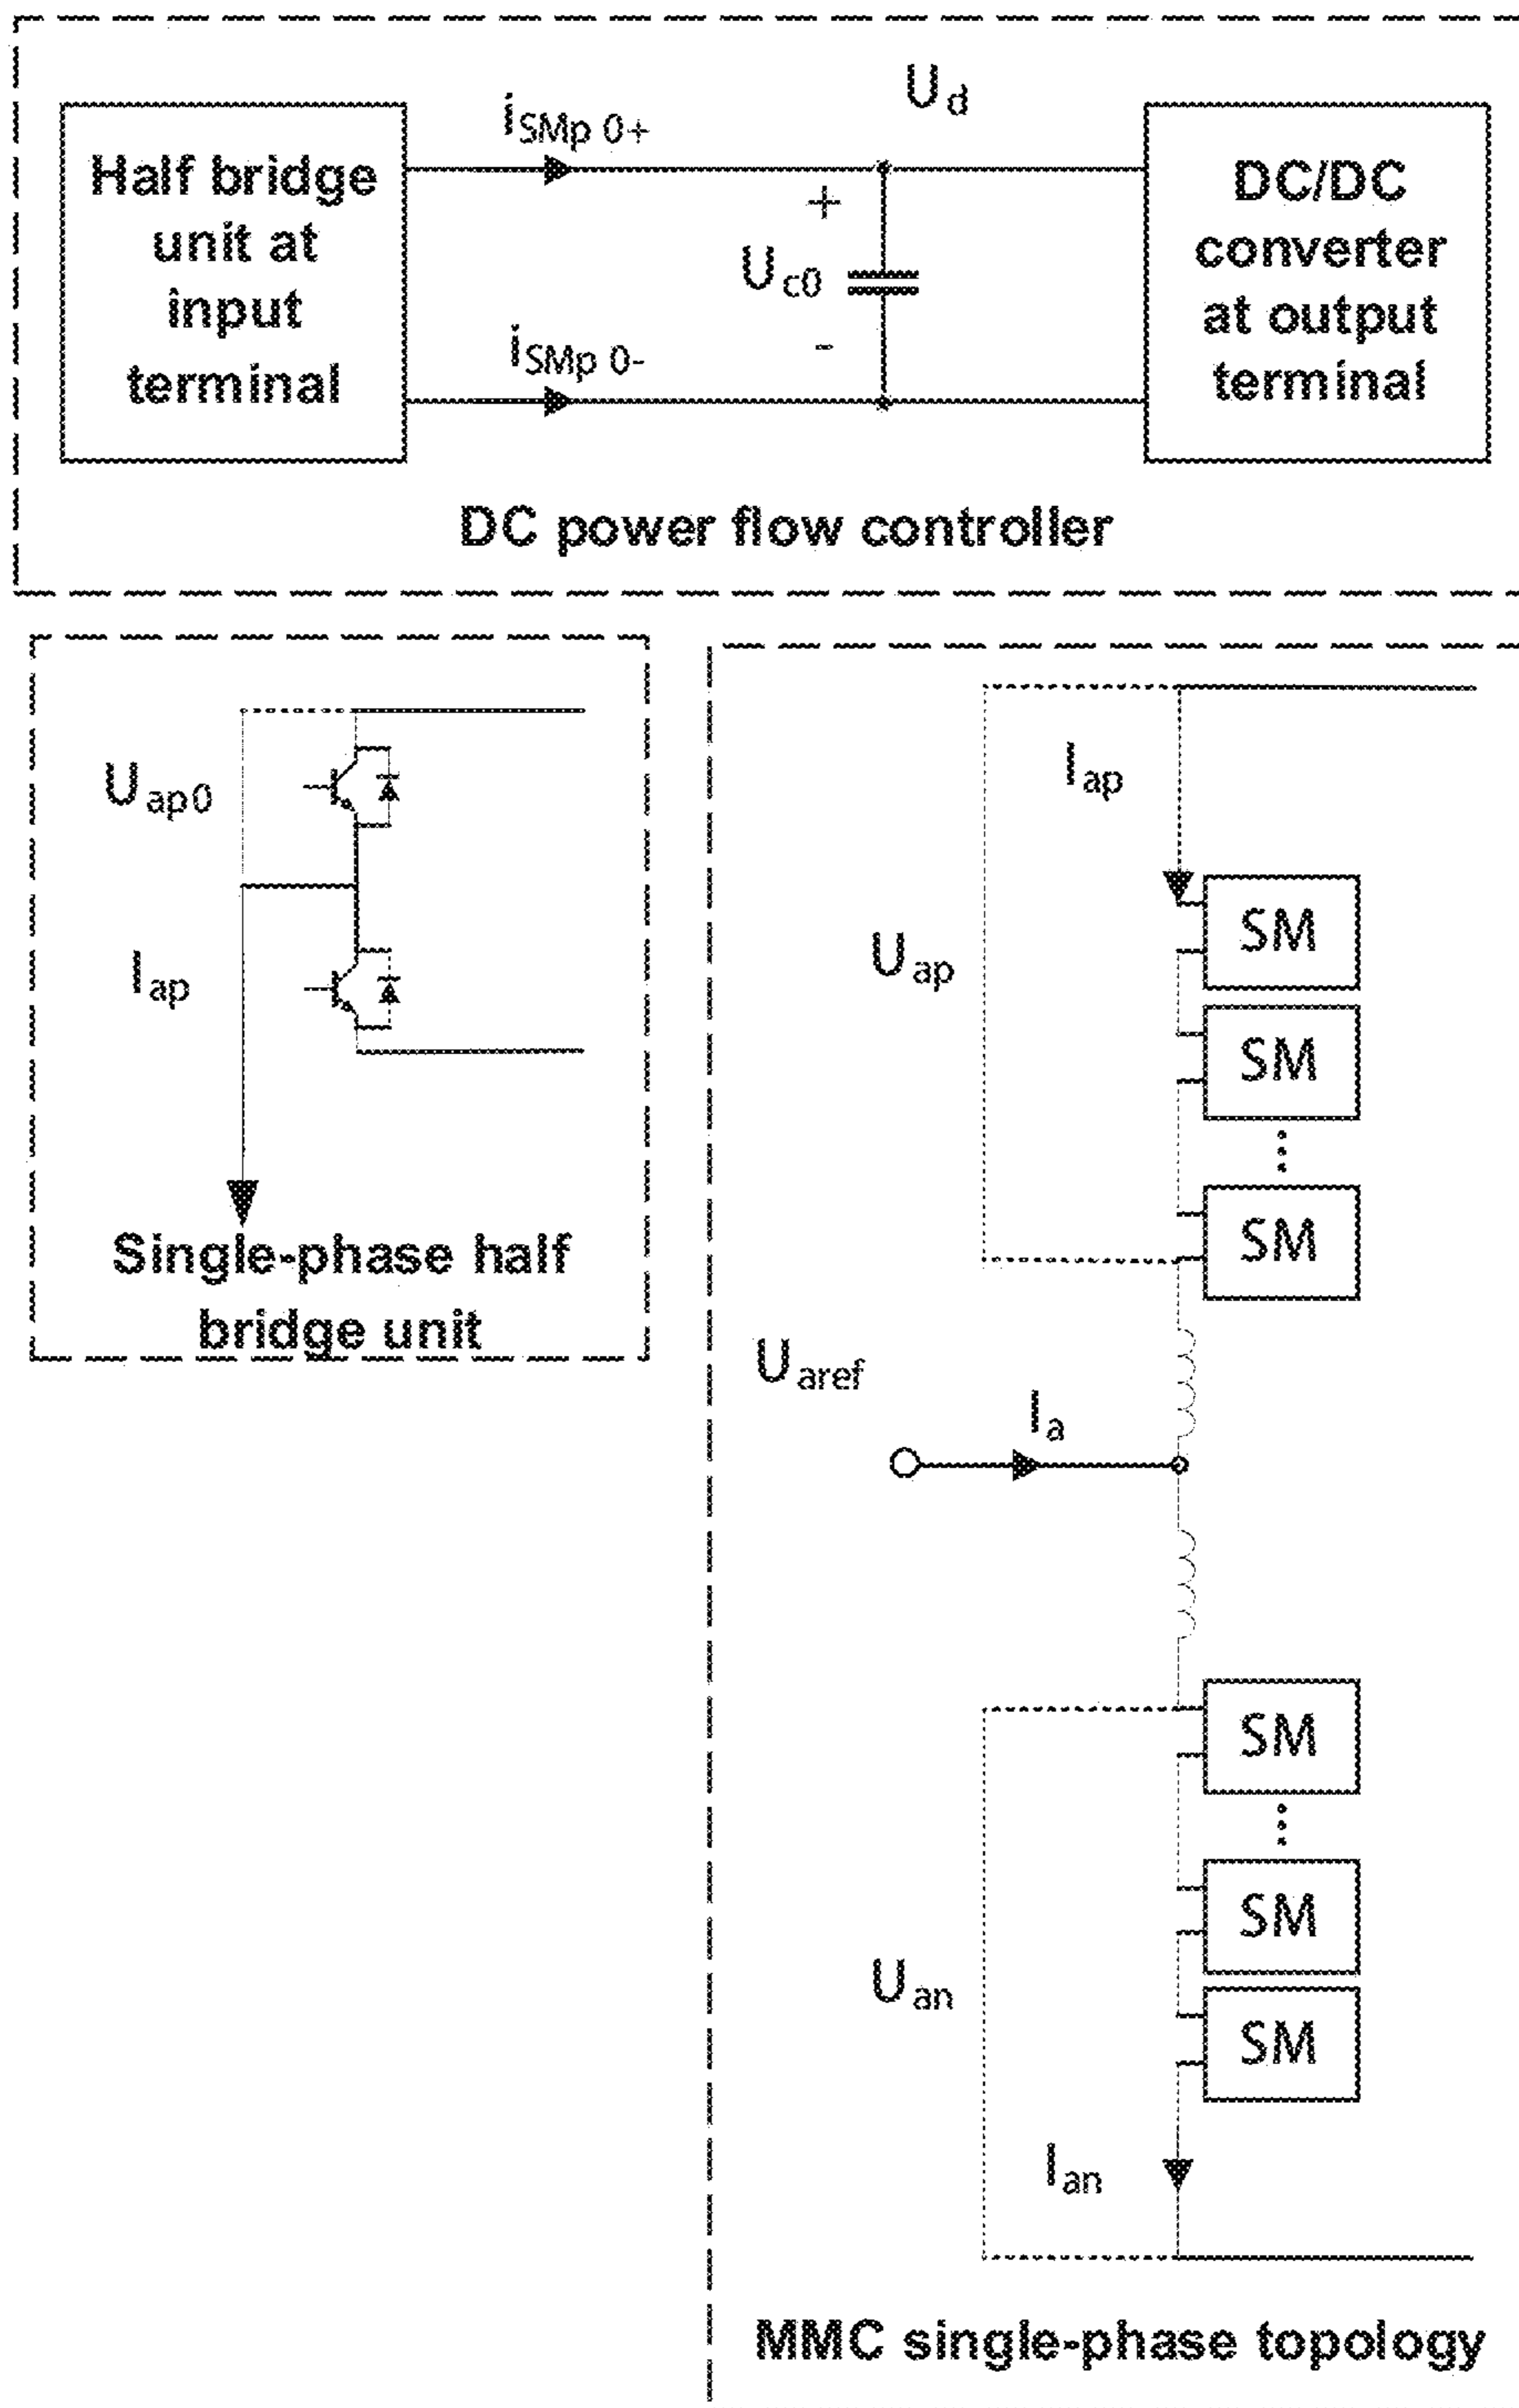 U_d
i_SMp 0+
Half bridge
unit at
input
terminal
+
U_c0
-
i_SMp 0-
DC/DC
converter
at output
terminal
DC power flow controller
U_ap0
I_ap
Single-phase half
bridge unit
I_ap
U_ap
SM
SM
SM
U_aref
I_a
SM
SM
SM
U_an
I_an
MMC single-phase topology